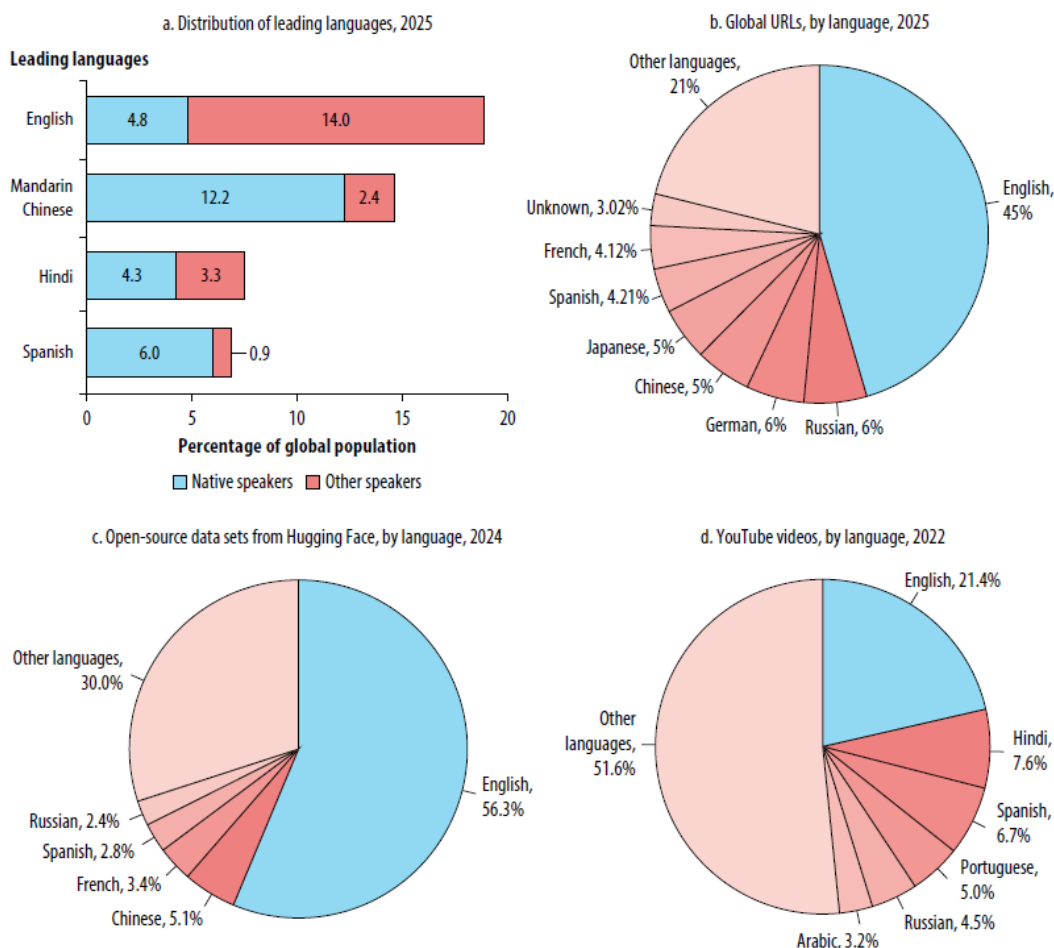 a. Distribution of leading languages, 2025
Leading languages
English
4.8
14.0
Mandarin
Chinese
12.2
2.4
Hindi
4.3
3.3
Spanish
6.0
0.9
0
5
10
15
20
Percentage of global population
Native speakers
Other speakers
b. Global URLs, by language, 2025
Other languages,
21%
English,
45%
Unknown, 3.02%
French, 4.12%
Spanish, 4.21%
Japanese, 5%
Chinese, 5%
German, 6%
Russian, 6%
c. Open-source data sets from Hugging Face, by language, 2024
Other languages,
30.0%
English,
56.3%
Russian, 2.4%
Spanish, 2.8%
French, 3.4%
Chinese, 5.1%
d. YouTube videos, by language, 2022
English, 21.4%
Other
languages,
51.6%
Hindi,
7.6%
Spanish,
6.7%
Portuguese,
5.0%
Russian, 4.5%
Arabic, 3.2%